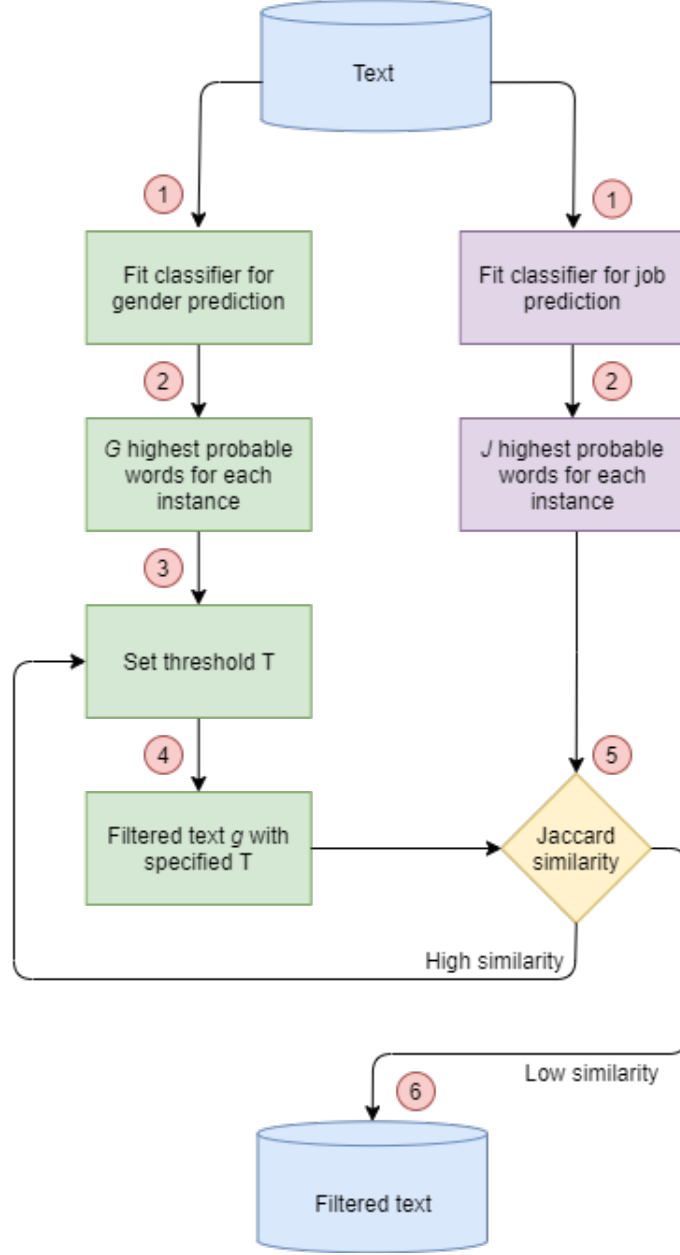 Text
1
1
Fit classifier for
gender prediction
Fit classifier for job
prediction
2
2
G highest probable
words for each
instance
J highest probable
words for each
instance
3
Set threshold T
4
5
Filtered text g with
specified T
Jaccard
similarity
High similarity
Low similarity
6
Filtered text